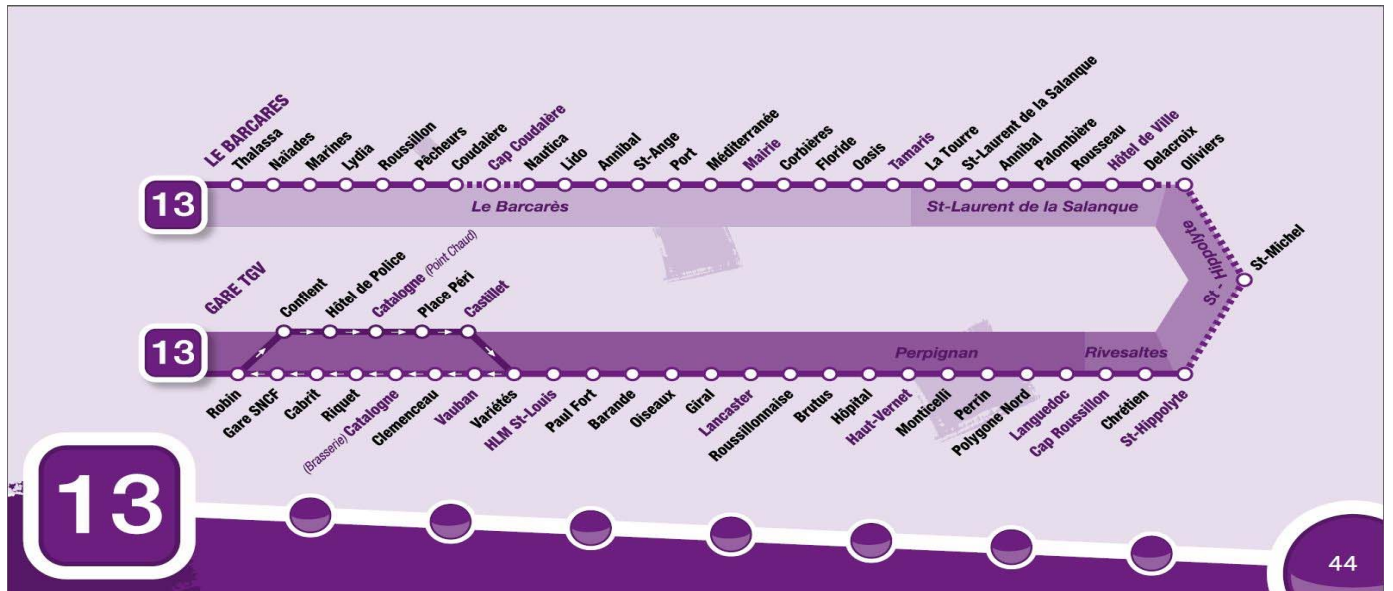 LE BARCARES
Thalassa
Naïades
Marines
Lydia
Roussillon
Pêcheurs
Coudalère
Cap Coudalère
Nautica
Lido
Annibal
St-Ange
Port
Méditerranée
Mairie
Corbières
Floride
Oasis
Tamaris
La Tourre
St-Laurent de la Salanque
Annibal
Palombière
Rousseau
Hôtel de Ville
Delacroix
Oliviers
13
Le Barcarès
St-Laurent de la Salanque
St - Hippolyte
St-Michel
GARE TGV
Conflent
Hôtel de Police
Catalogne (Point Chaud)
Place Péri
Castillet
13
Perpignan
Rivesaltes
Robin
Gare SNCF
Cabrit
Riquet
(Brasserie) Catalogne
Clemenceau
Vauban
Variétés
HLM St-Louis
Paul Fort
Barande
Oiseaux
Giral
Lancaster
Roussillonnaise
Brutus
Hôpital
Haut-Vernet
Monticelli
Perrin
Polygone Nord
Languedoc
Cap Roussillon
Chrétien
St-Hippolyte
13
44